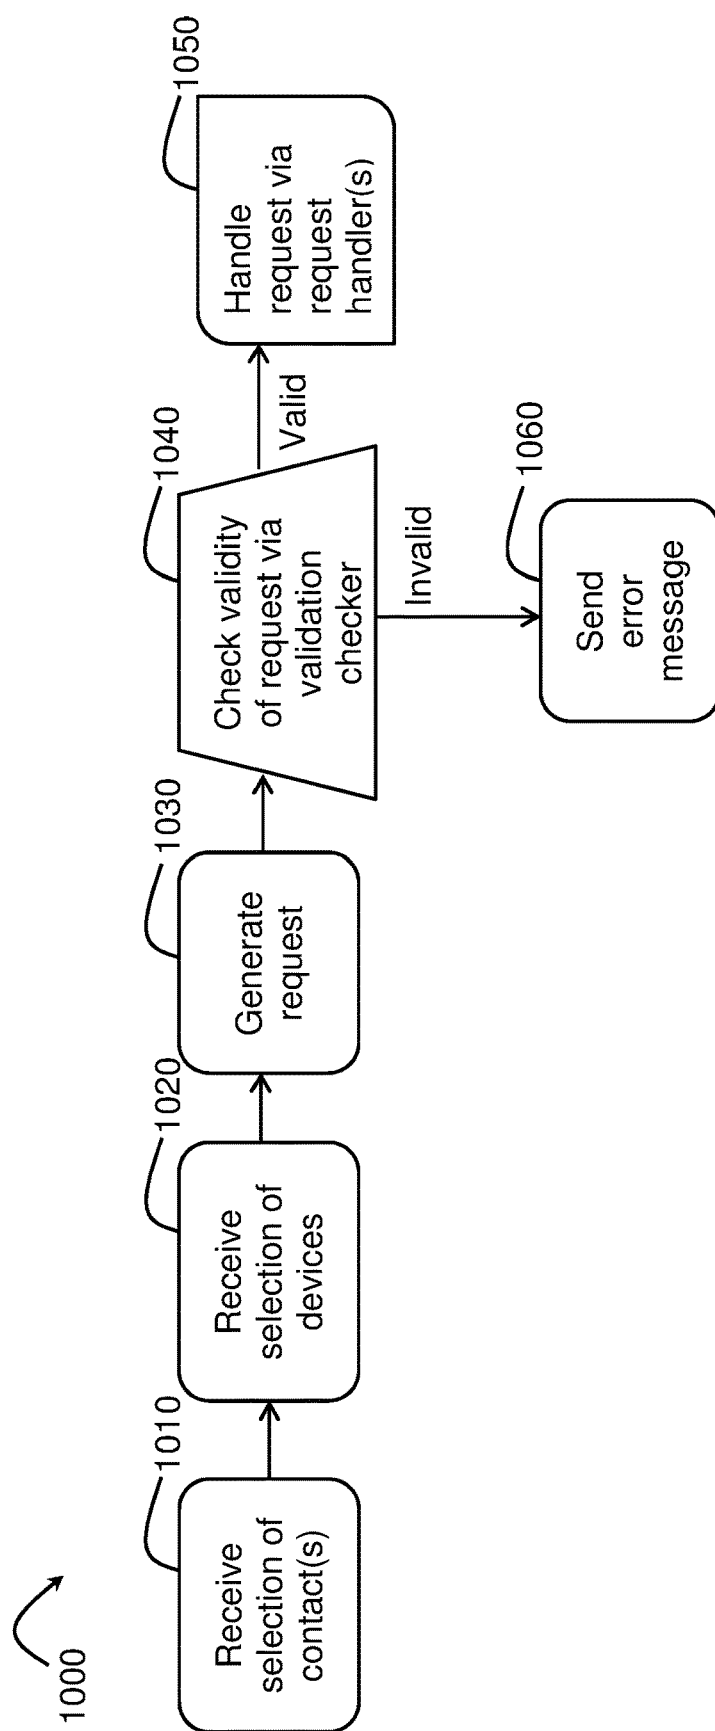 1000
1010
Receive
selection of
contact(s)
1020
Receive
selection of
devices
1030
Generate
request
1040
Check validity
of request via
validation
checker
Valid
1050
Handle
request via
request
handler(s)
Invalid
1060
Send
error
message